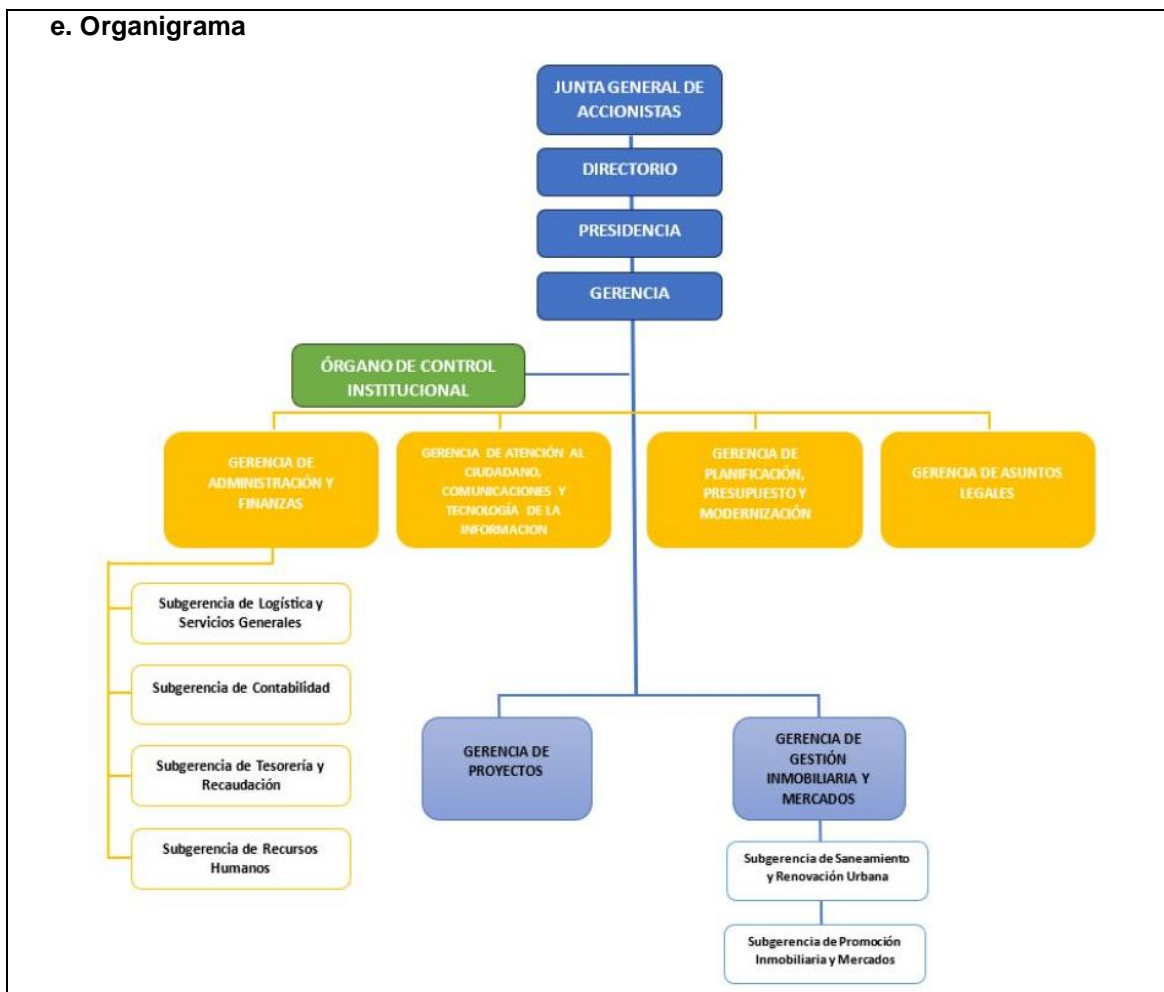 e. Organigrama
JUNTA GENERAL DE
ACCIONISTAS
DIRECTORIO
PRESIDENCIA
GERENCIA
ÓRGANO DE CONTROL
INSTITUCIONAL
GERENCIA DE
ADMINISTRACIÓN Y
FINANZAS
GERENCIA DE ATENCIÓN AL
CIUDADANO,
COMUNICACIONES Y
TECNOLOGÍA DE LA
INFORMACION
GERENCIA DE
PLANIFICACIÓN,
PRESUPUESTO Y
MODERNIZACIÓN
GERENCIA DE ASUNTOS
LEGALES
Subgerencia de Logística y
Servicios Generales
Subgerencia de Contabilidad
Subgerencia de Tesorería y
Recaudación
Subgerencia de Recursos
Humanos
GERENCIA DE
PROYECTOS
GERENCIA DE
GESTIÓN
INMOBILIARIA Y
MERCADOS
Subgerencia de Saneamiento
y Renovación Urbana
Subgerencia de Promoción
Inmobiliaria y Mercados